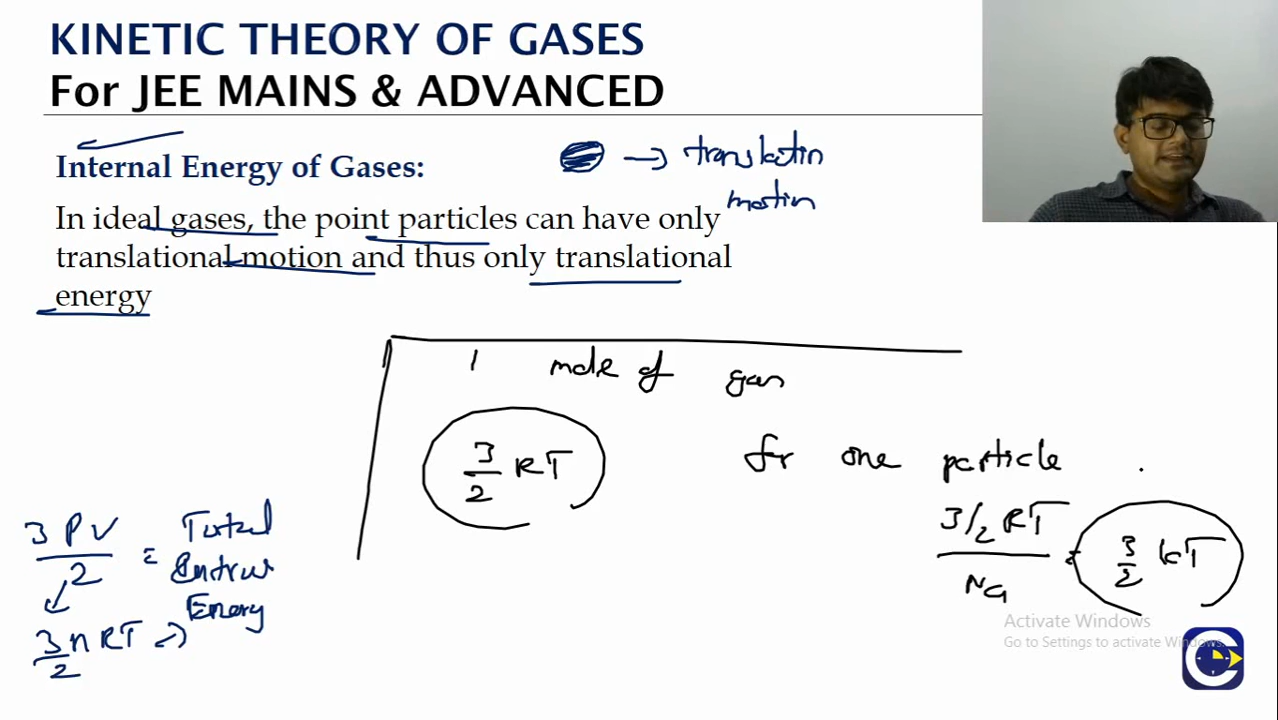 KINETIC THEORY OF GASES
For JEE MAINS & ADVANCED
Internal Energy of Gases:
translation
motion
In ideal gases, the point particles can have only
translational motion and thus only translational
energy
1 mole of gas
3/2 RT
for one particle
3/2 RT / NA = 3/2 kT
3 PV / 2 = Total
Energy
3/2 n RT
Activate Windows
Go to Settings to activate Windows.